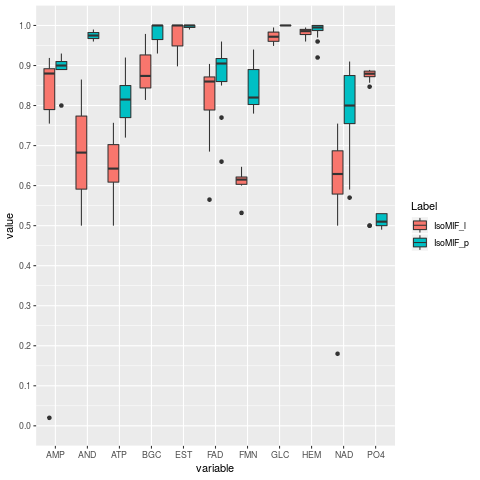 1.0
0.9
0.8
0.7
0.6
0.5
0.4
0.3
0.2
0.1
0.0
value
AMP AND ATP BGC EST FAD FMN GLC HEM NAD PO4
variable
Label
IsoMIF_l
IsoMIF_p